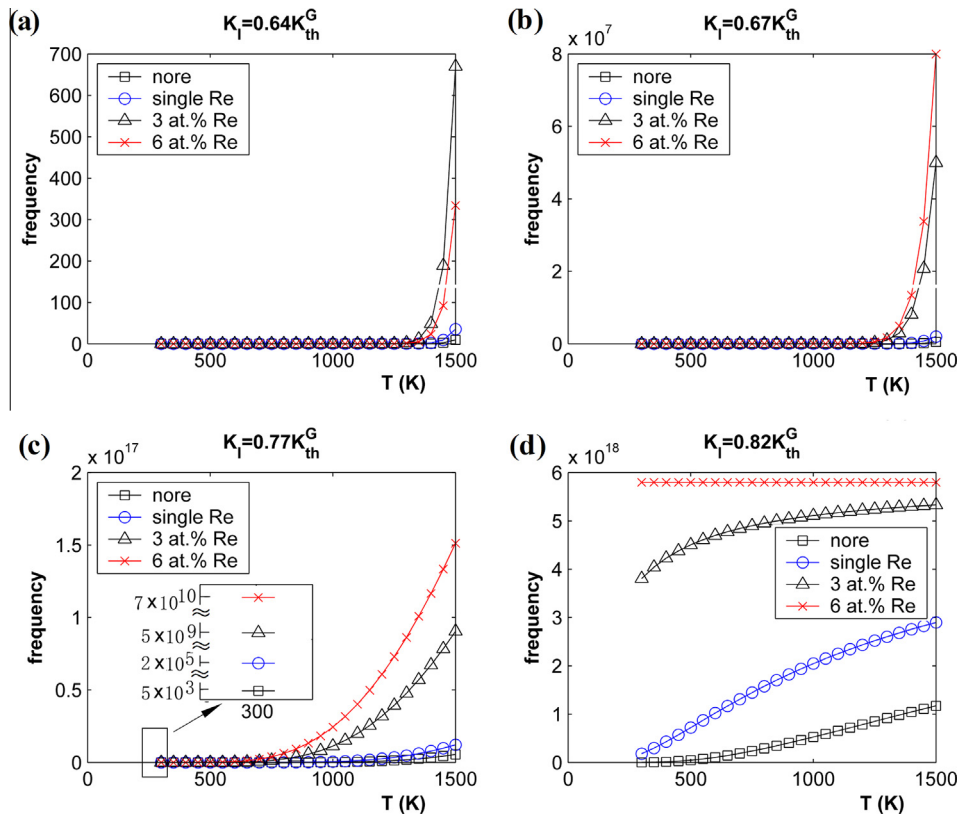 (a)
K_I=0.64K_th^G
700
600
500
400
300
200
100
0
frequency
nore
single Re
3 at.% Re
6 at.% Re
0
500
1000
1500
T (K)
(b)
K_I=0.67K_th^G
x 10^7
8
6
4
2
0
frequency
nore
single Re
3 at.% Re
6 at.% Re
0
500
1000
1500
T (K)
(c)
K_I=0.77K_th^G
x 10^17
2
1.5
1
0.5
0
frequency
nore
single Re
3 at.% Re
6 at.% Re
7×10^10
5×10^9
2×10^5
5×10^3
300
0
500
1000
1500
T (K)
(d)
K_I=0.82K_th^G
x 10^18
6
5
4
3
2
1
0
frequency
nore
single Re
3 at.% Re
6 at.% Re
0
500
1000
1500
T (K)